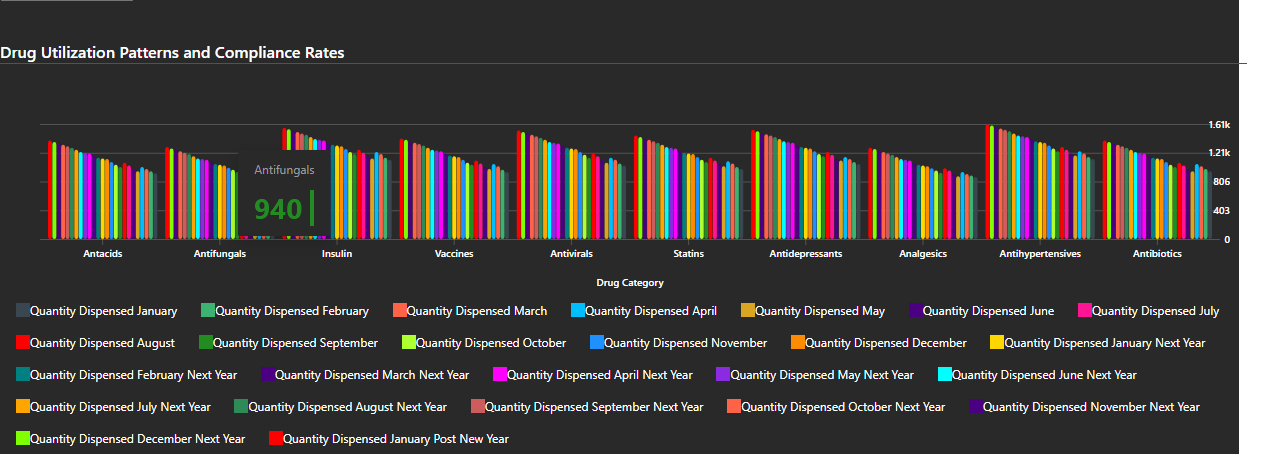 Drug Utilization Patterns and Compliance Rates
1.61k
1.21k
806
403
0
Antifungals
940
Antacids Antifungals Insulin Vaccines Antivirals Statins Antidepressants Analgesics Antihypertensives Antibiotics
Drug Category
Quantity Dispensed January Quantity Dispensed February Quantity Dispensed March Quantity Dispensed April Quantity Dispensed May Quantity Dispensed June Quantity Dispensed July
Quantity Dispensed August Quantity Dispensed September Quantity Dispensed October Quantity Dispensed November Quantity Dispensed December Quantity Dispensed January Next Year
Quantity Dispensed February Next Year Quantity Dispensed March Next Year Quantity Dispensed April Next Year Quantity Dispensed May Next Year Quantity Dispensed June Next Year
Quantity Dispensed July Next Year Quantity Dispensed August Next Year Quantity Dispensed September Next Year Quantity Dispensed October Next Year Quantity Dispensed November Next Year
Quantity Dispensed December Next Year Quantity Dispensed January Post New Year